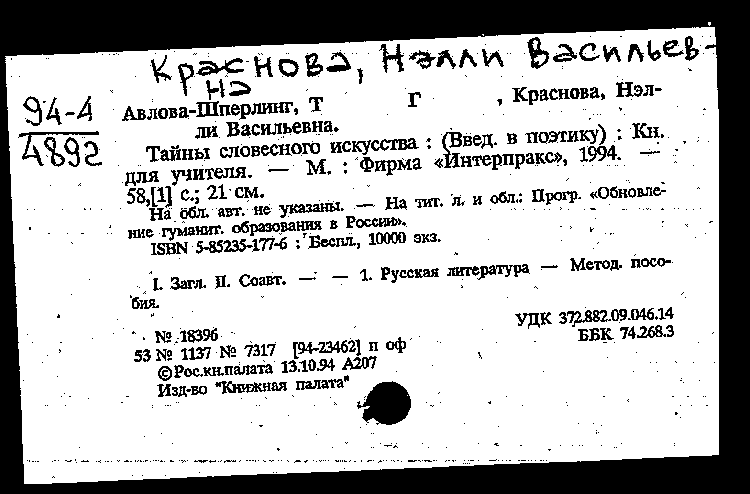 Краснова, Нэлли Васильев-
на
94-4
4892
Авлова-Шперлинг, Т Г , Краснова, Нэл-
ли Васильевна.
Тайны словесного искусства : (Введ. в поэтику) : Кн.
для учителя. — М. : Фирма «Интерпракс», 1994. —
58,[1] с.; 21 см.
На обл. авт. не указаны. — На тит. л. и обл.: Прогр. «Обновле-
ние гуманит. образования в России».
ISBN 5-85235-177-6 : Беспл., 10000 экз.
I. Загл. II. Соавт. — — 1. Русская литература — Метод. посо-
бия.
УДК 372.882.09.046.14
ББК 74.268.3
№ 18396
53 № 1137 № 7317 [94-23462] п оф
©Рос.кн.палата 13.10.94 А207
Изд-во "Книжная палата"